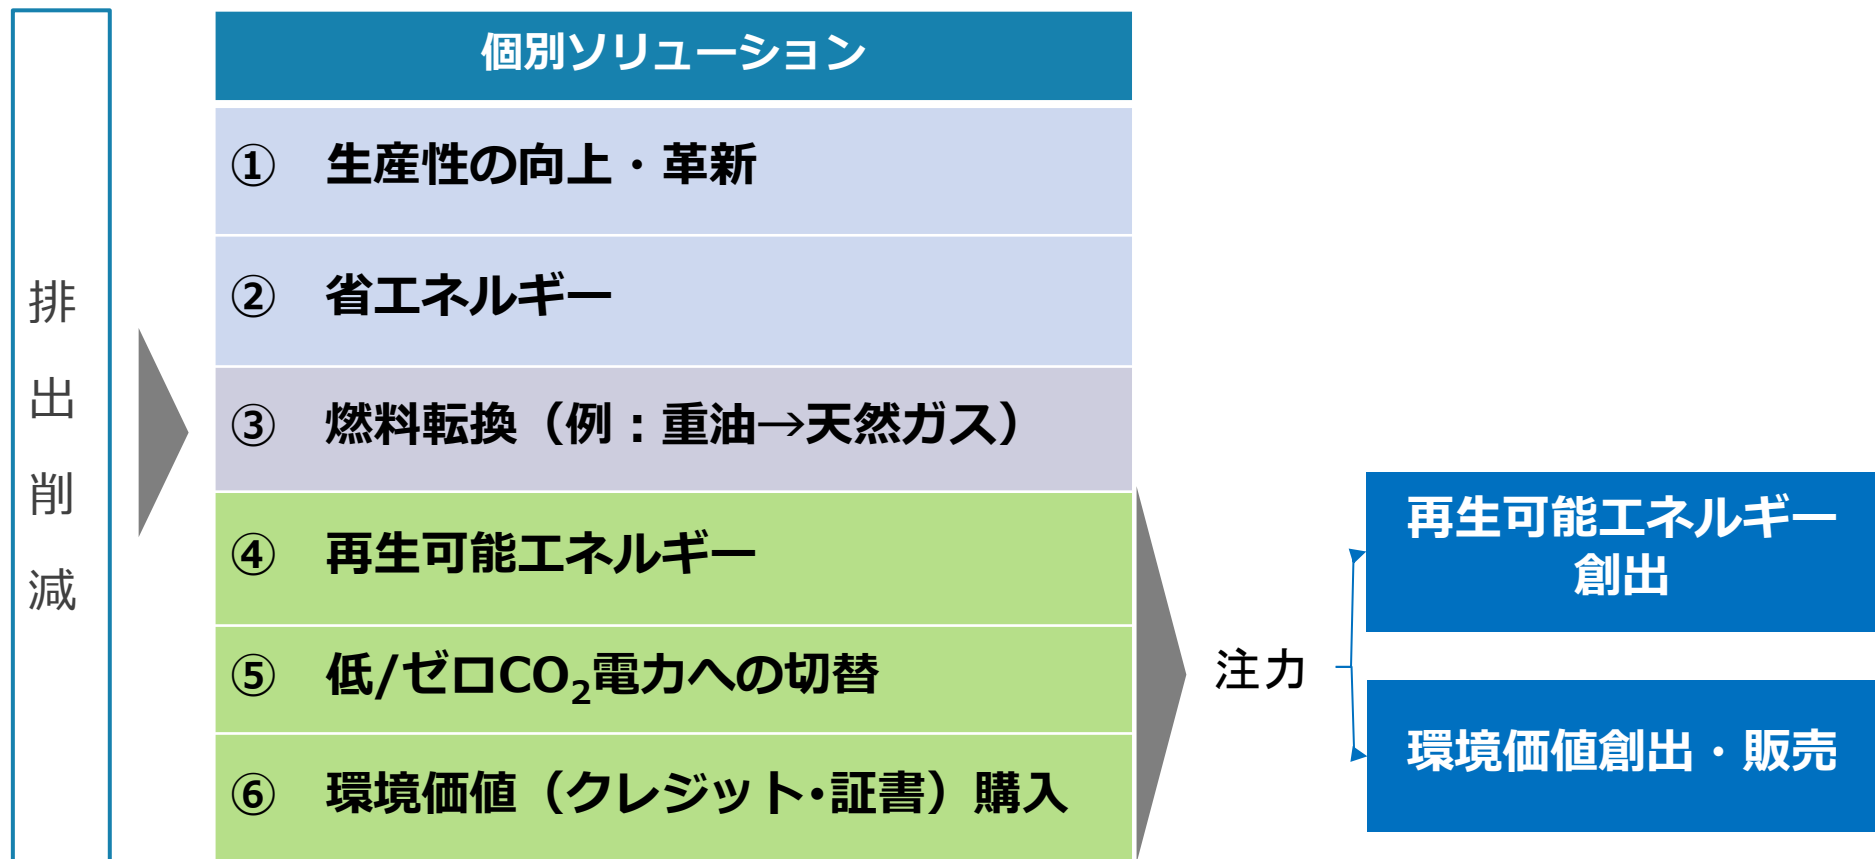 排出削減
個別ソリューション
① 生産性の向上・革新
② 省エネルギー
③ 燃料転換（例：重油→天然ガス）
④ 再生可能エネルギー
⑤ 低/ゼロCO₂電力への切替
⑥ 環境価値（クレジット・証書）購入
注力
再生可能エネルギー
創出
環境価値創出・販売